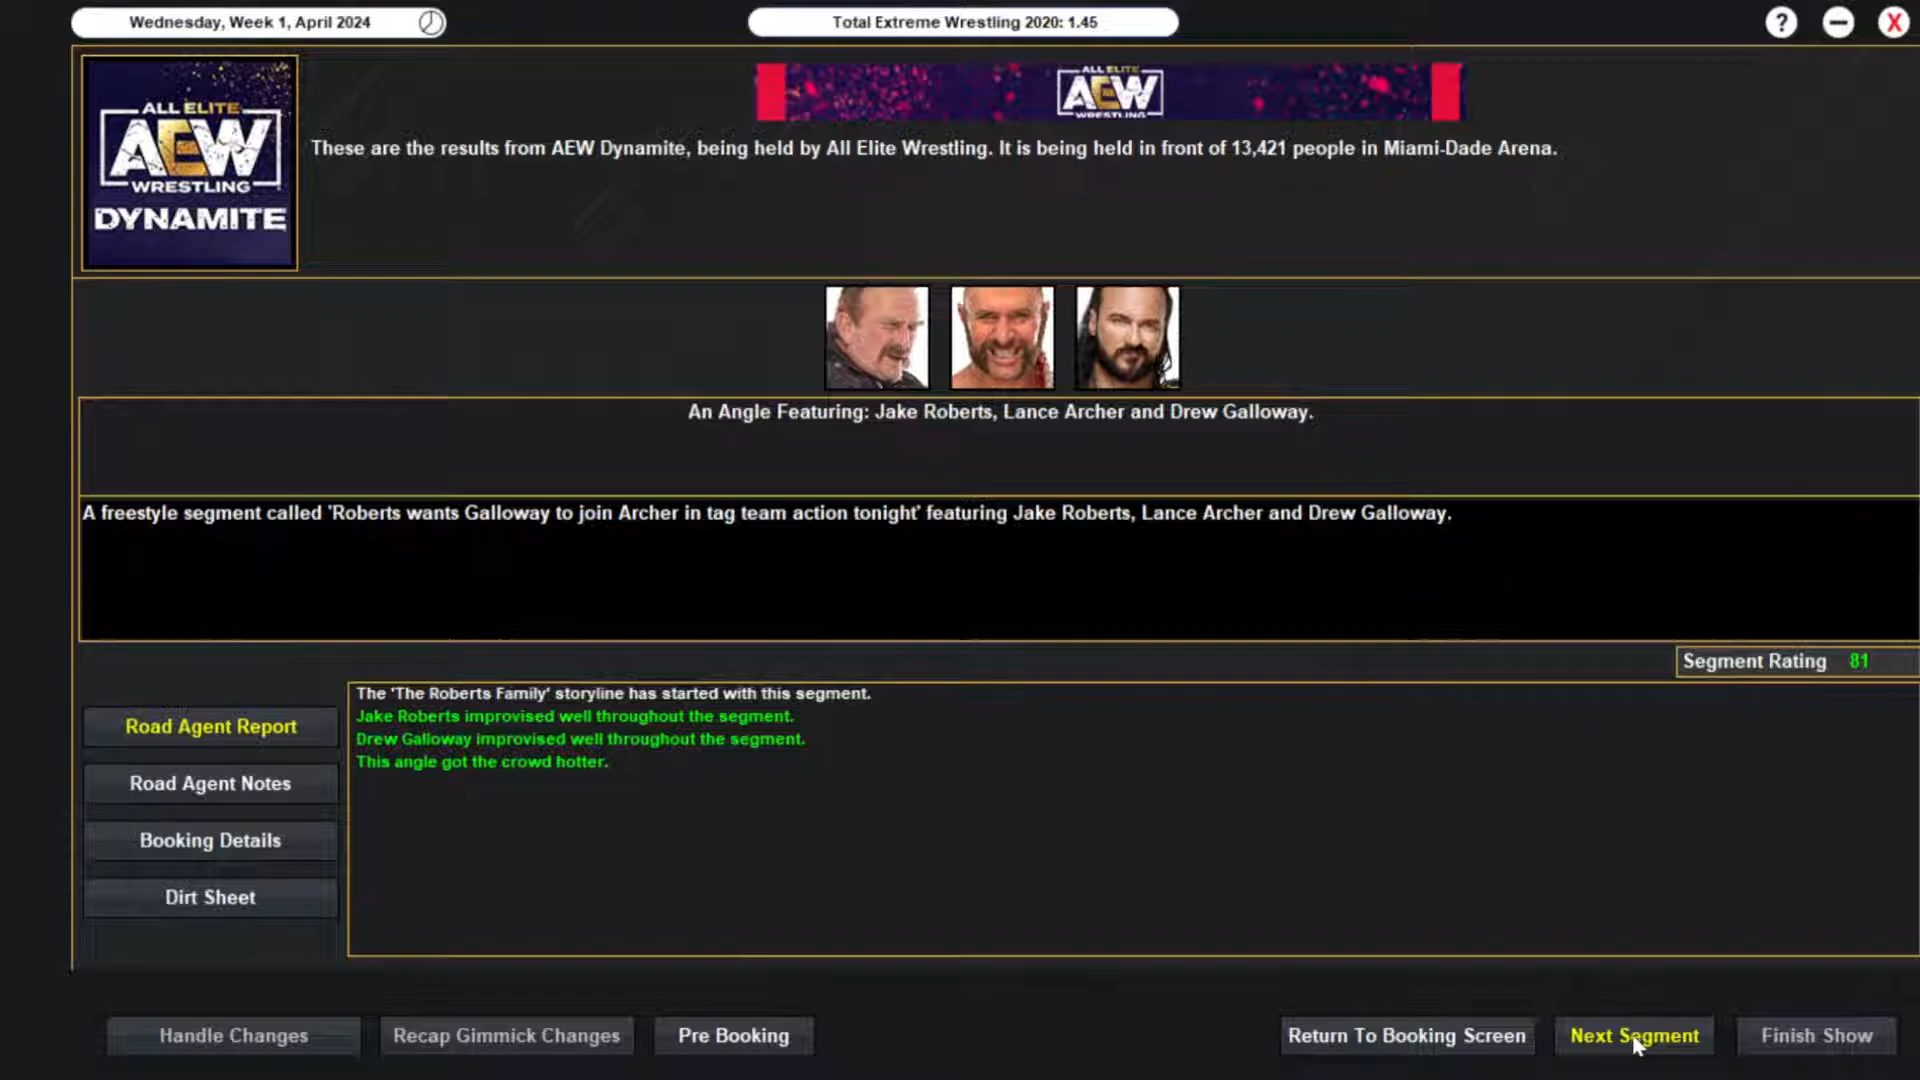 Wednesday, Week 1, April 2024
Total Extreme Wrestling 2020: 1.45
?
X
ALL ELITE
AEW
WRESTLING
DYNAMITE
ALL ELITE
AEW
WRESTLING
These are the results from AEW Dynamite, being held by All Elite Wrestling. It is being held in front of 13,421 people in Miami-Dade Arena.
An Angle Featuring: Jake Roberts, Lance Archer and Drew Galloway.
A freestyle segment called 'Roberts wants Galloway to join Archer in tag team action tonight' featuring Jake Roberts, Lance Archer and Drew Galloway.
Segment Rating 81
The 'The Roberts Family' storyline has started with this segment.
Jake Roberts improvised well throughout the segment.
Drew Galloway improvised well throughout the segment.
This angle got the crowd hotter.
Road Agent Report
Road Agent Notes
Booking Details
Dirt Sheet
Handle Changes
Recap Gimmick Changes
Pre Booking
Return To Booking Screen
Next Segment
Finish Show